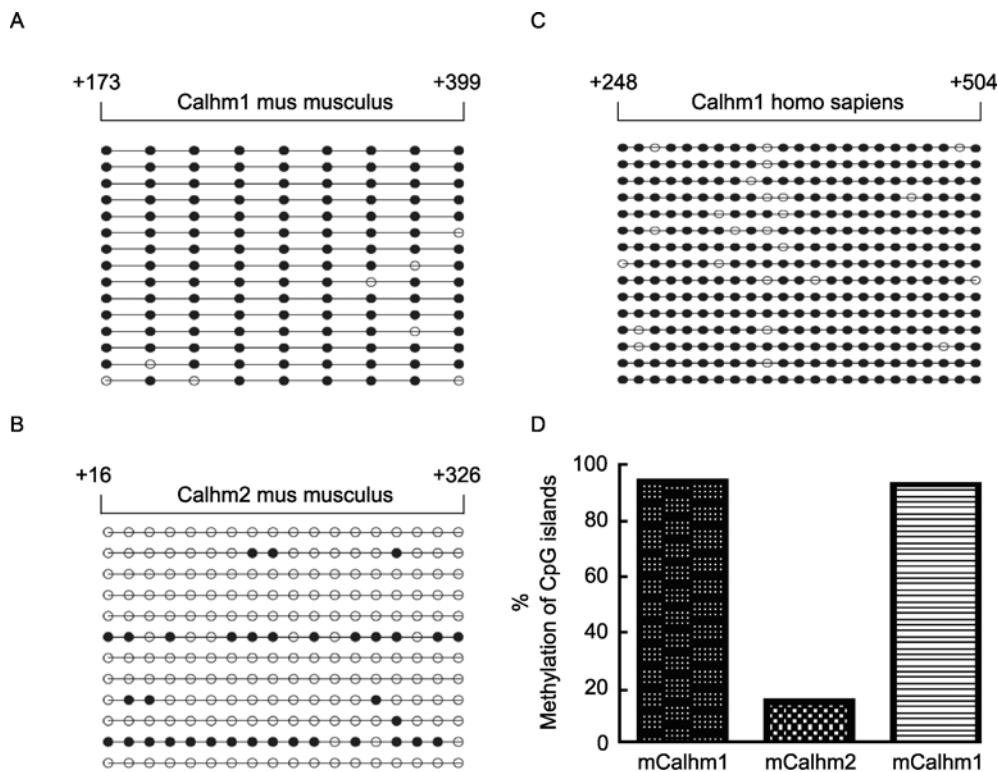 A
+173
+399
Calhm1 mus musculus
B
+16
+326
Calhm2 mus musculus
C
+248
+504
Calhm1 homo sapiens
D
%
Methylation of CpG islands
100
80
60
40
20
0
mCalhm1
mCalhm2
mCalhm1